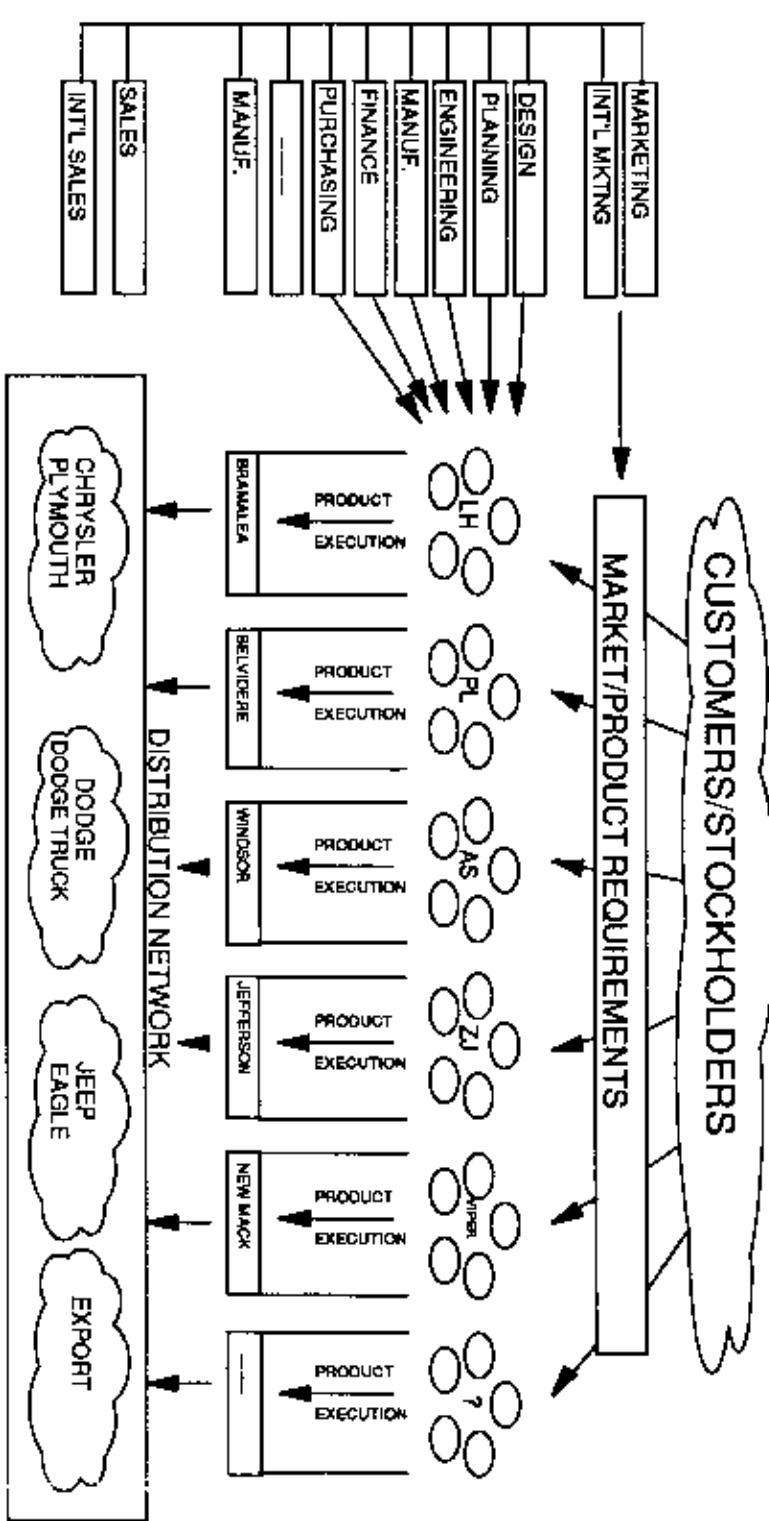 CUSTOMERS/STOCKHOLDERS
MARKETING
INT'L MKTNG
MARKET/PRODUCT REQUIREMENTS
DESIGN
PLANNING
ENGINEERING
MANUF.
FINANCE
PURCHASING
LH
PL
AS
ZJ
VIPER
?
PRODUCT EXECUTION
PRODUCT EXECUTION
PRODUCT EXECUTION
PRODUCT EXECUTION
PRODUCT EXECUTION
PRODUCT EXECUTION
MANUF.
BRAMALEA
BELVIDERE
WINDSOR
JEFFERSON
NEW MACK
DISTRIBUTION NETWORK
SALES
INT'L SALES
CHRYSLER
PLYMOUTH
DODGE
DODGE TRUCK
JEEP
EAGLE
EXPORT